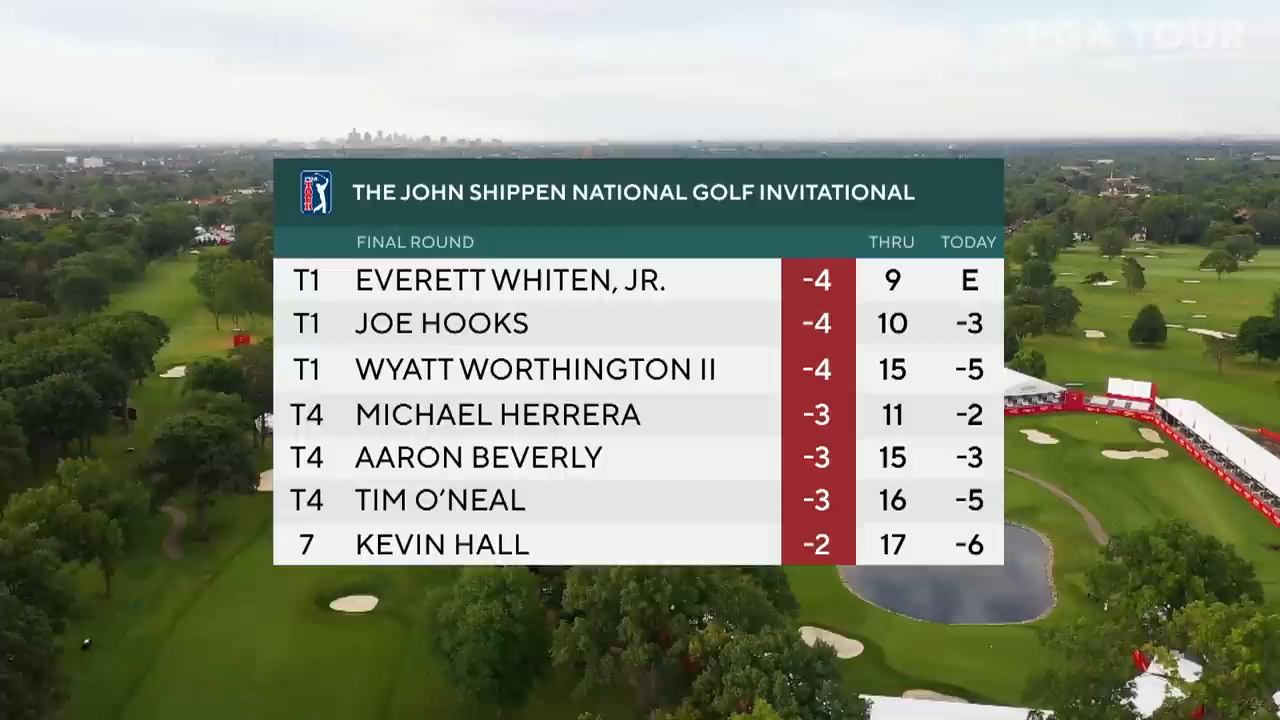 PGA TOUR
THE JOHN SHIPPEN NATIONAL GOLF INVITATIONAL
FINAL ROUND THRU TODAY
T1 EVERETT WHITEN, JR. -4 9 E
T1 JOE HOOKS -4 10 -3
T1 WYATT WORTHINGTON II -4 15 -5
T4 MICHAEL HERRERA -3 11 -2
T4 AARON BEVERLY -3 15 -3
T4 TIM O'NEAL -3 16 -5
7 KEVIN HALL -2 17 -6